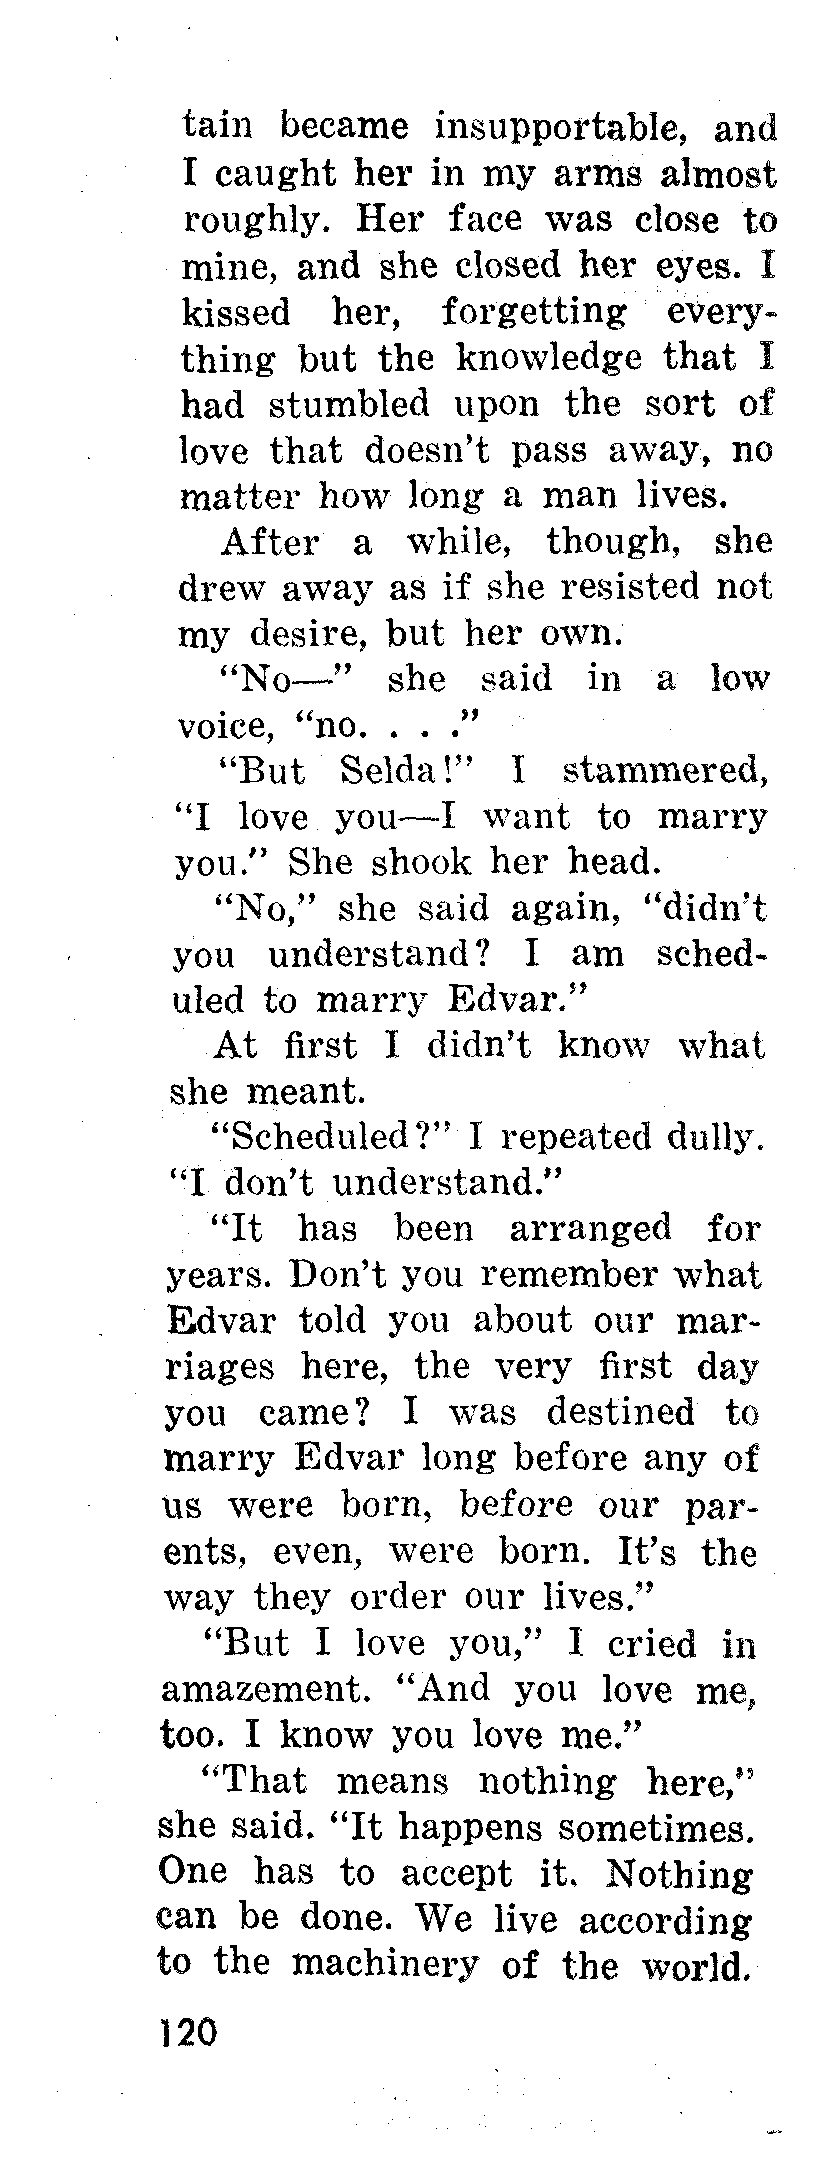 tain became insupportable, and
I caught her in my arms almost
roughly. Her face was close to
mine, and she closed her eyes. I
kissed her, forgetting every-
thing but the knowledge that I
had stumbled upon the sort of
love that doesn't pass away, no
matter how long a man lives.
After a while, though, she
drew away as if she resisted not
my desire, but her own.
“No—” she said in a low
voice, “no. . . .”
“But Selda!” I stammered,
“I love you—I want to marry
you.” She shook her head.
“No,” she said again, “didn't
you understand? I am sched-
uled to marry Edvar.”
At first I didn't know what
she meant.
“Scheduled?” I repeated dully.
“I don't understand.”
“It has been arranged for
years. Don't you remember what
Edvar told you about our mar-
riages here, the very first day
you came? I was destined to
marry Edvar long before any of
us were born, before our par-
ents, even, were born. It's the
way they order our lives.”
“But I love you,” I cried in
amazement. “And you love me,
too. I know you love me.”
“That means nothing here,”
she said. “It happens sometimes.
One has to accept it. Nothing
can be done. We live according
to the machinery of the world.
120